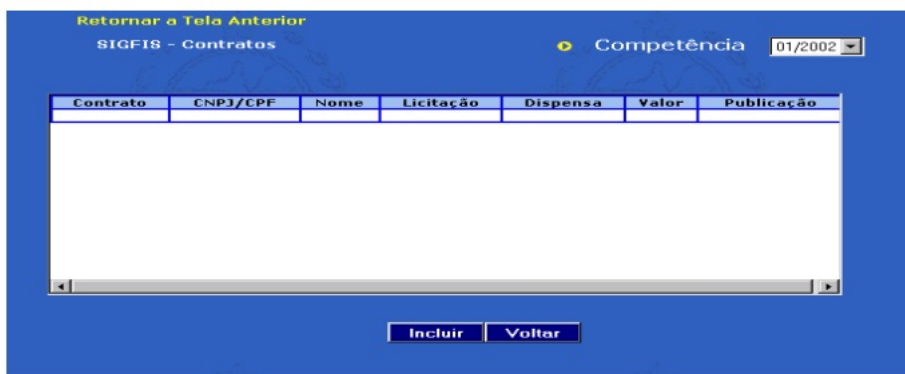 Retornar a Tela Anterior
SIGFIS - Contratos
Competência 01/2002
Contrato CNPJ/CPF Nome Licitação Dispensa Valor Publicação
Incluir Voltar